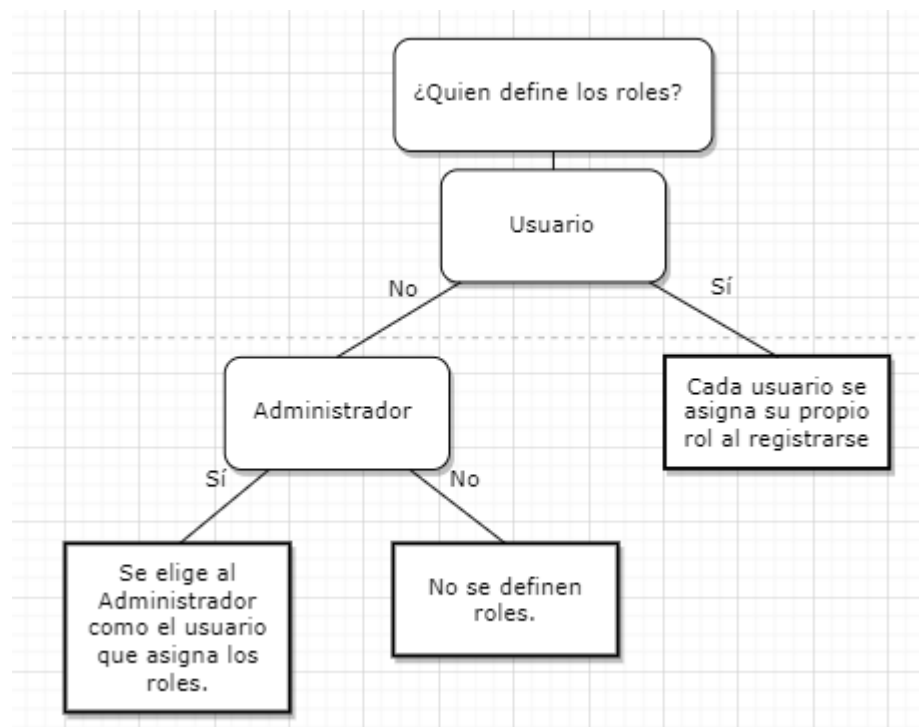 ¿Quien define los roles?
Usuario
No
Sí
Administrador
Cada usuario se
asigna su propio
rol al registrarse
Sí
No
Se elige al
Administrador
como el usuario
que asigna los
roles.
No se definen
roles.